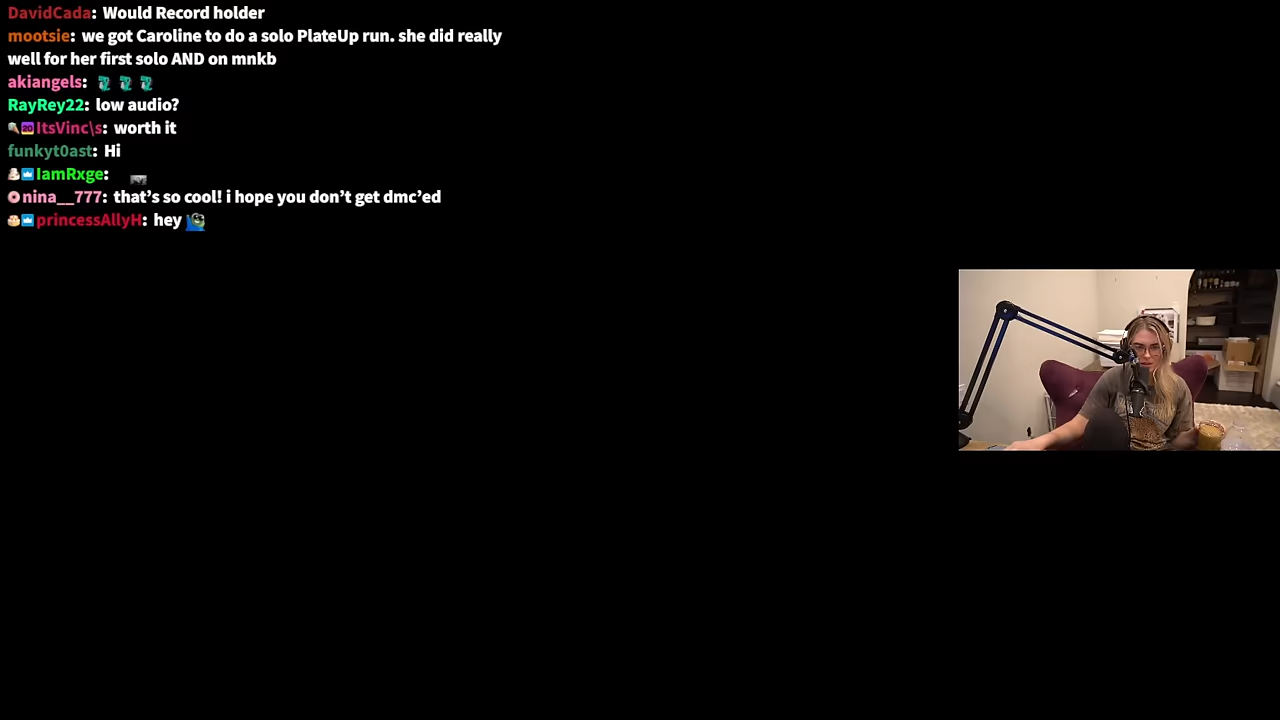 DavidCada: Would Record holder
mootsie: we got Caroline to do a solo PlateUp run. she did really
well for her first solo AND on mnkb
akiangels:
RayRey22: low audio?
ItsVinc\s: worth it
funkyt0ast: Hi
IamRxge:
nina__777: that’s so cool! i hope you don’t get dmc’ed
princessAllyH: hey